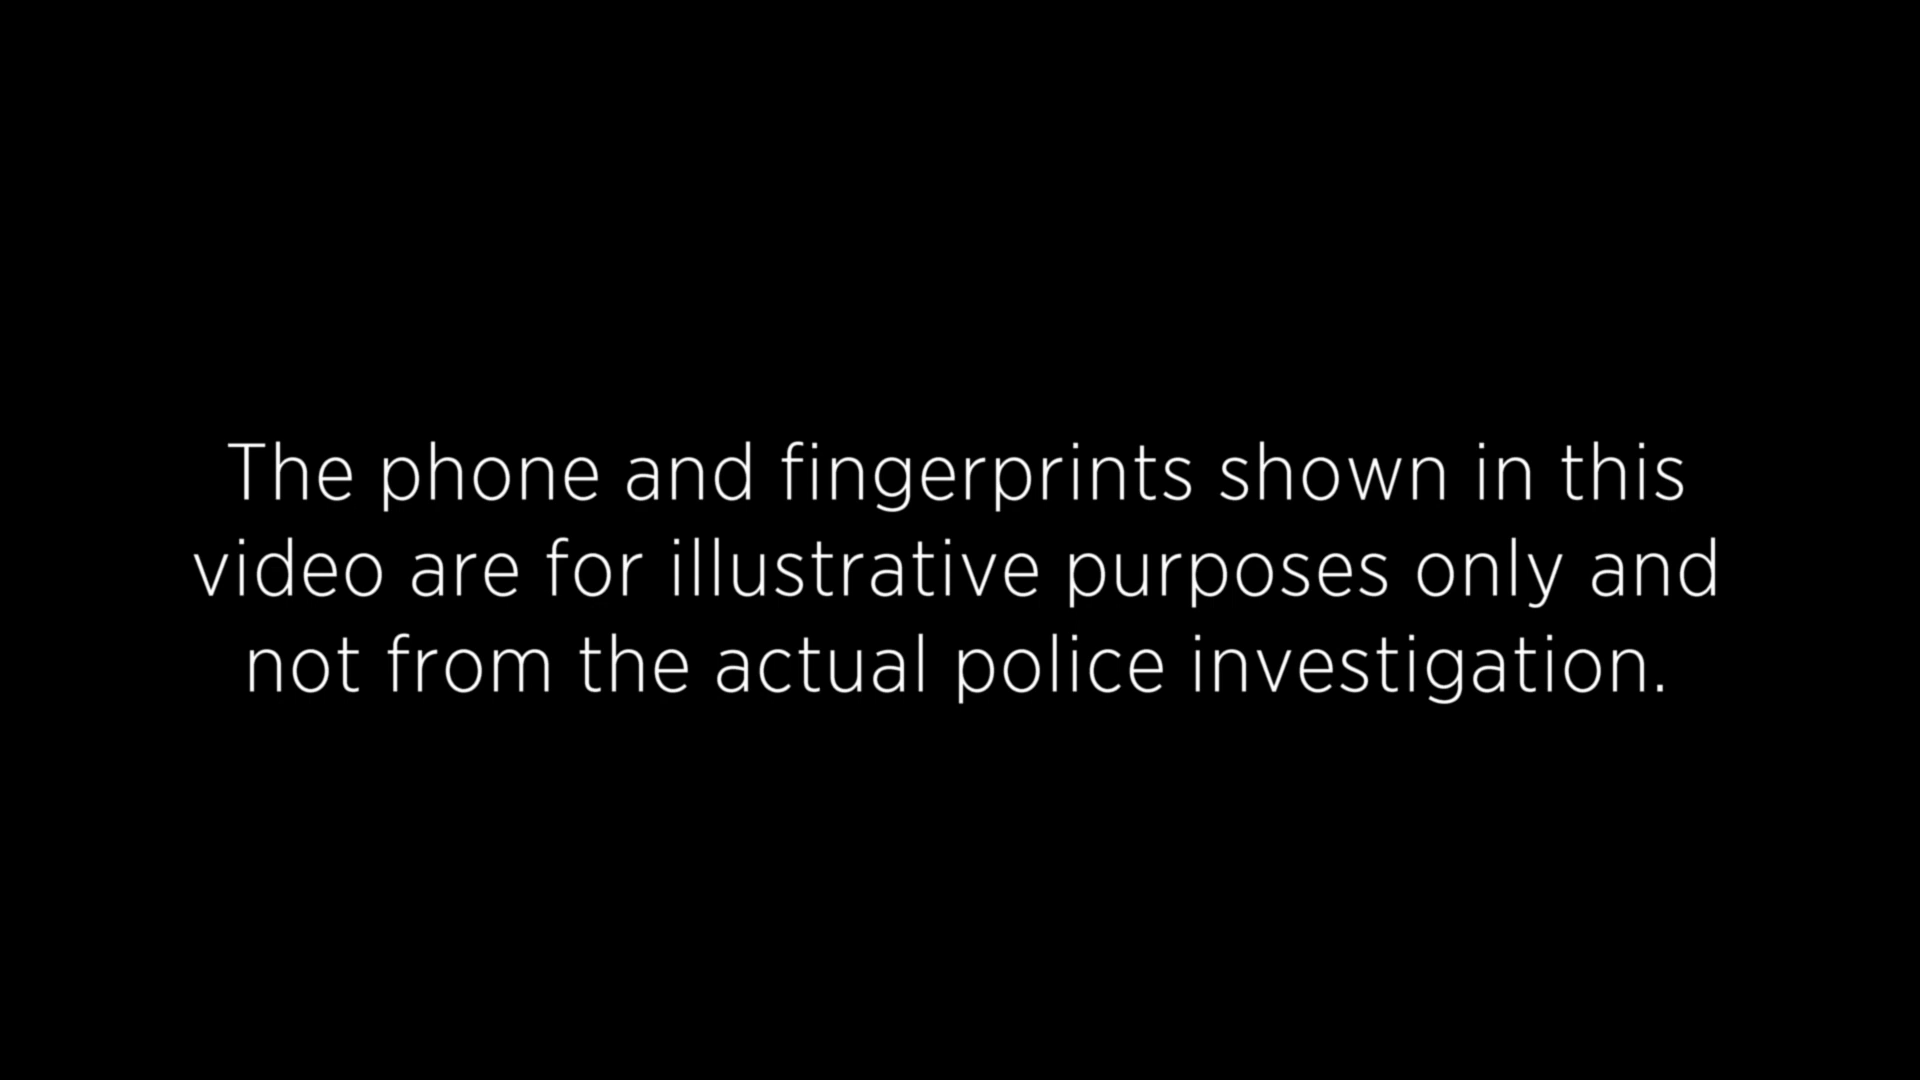 The phone and fingerprints shown in this
video are for illustrative purposes only and
not from the actual police investigation.